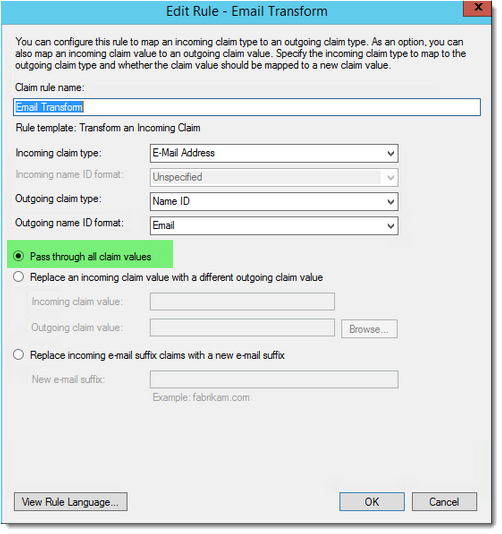 Edit Rule - Email Transform
x
You can configure this rule to map an incoming claim type to an outgoing claim type. As an option, you can
also map an incoming claim value to an outgoing claim value. Specify the incoming claim type to map to the
outgoing claim type and whether the claim value should be mapped to a new claim value.
Claim rule name:
Email Transform
Rule template: Transform an Incoming Claim
Incoming claim type: E-Mail Address
Incoming name ID format: Unspecified
Outgoing claim type: Name ID
Outgoing name ID format: Email
Pass through all claim values
Replace an incoming claim value with a different outgoing claim value
Incoming claim value:
Outgoing claim value: Browse...
Replace incoming e-mail suffix claims with a new e-mail suffix
New e-mail suffix:
Example: fabrikam.com
View Rule Language... OK Cancel